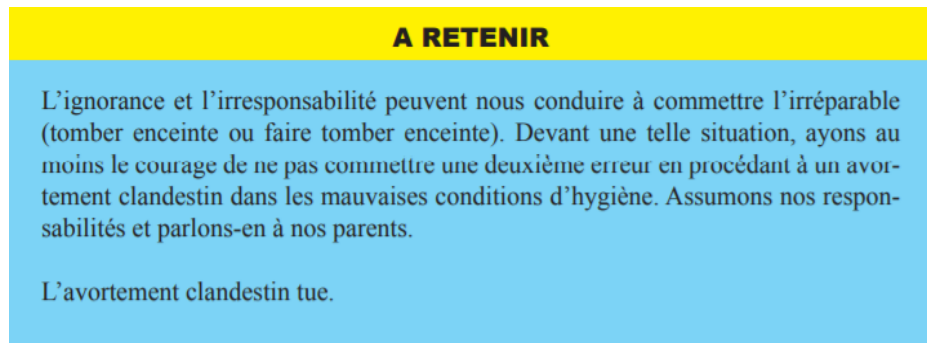 A RETENIR
L’ignorance et l’irresponsabilité peuvent nous conduire à commettre l’irréparable
(tomber enceinte ou faire tomber enceinte). Devant une telle situation, ayons au
moins le courage de ne pas commettre une deuxième erreur en procédant à un avor-
tement clandestin dans les mauvaises conditions d’hygiène. Assumons nos respon-
sabilités et parlons-en à nos parents.
L’avortement clandestin tue.